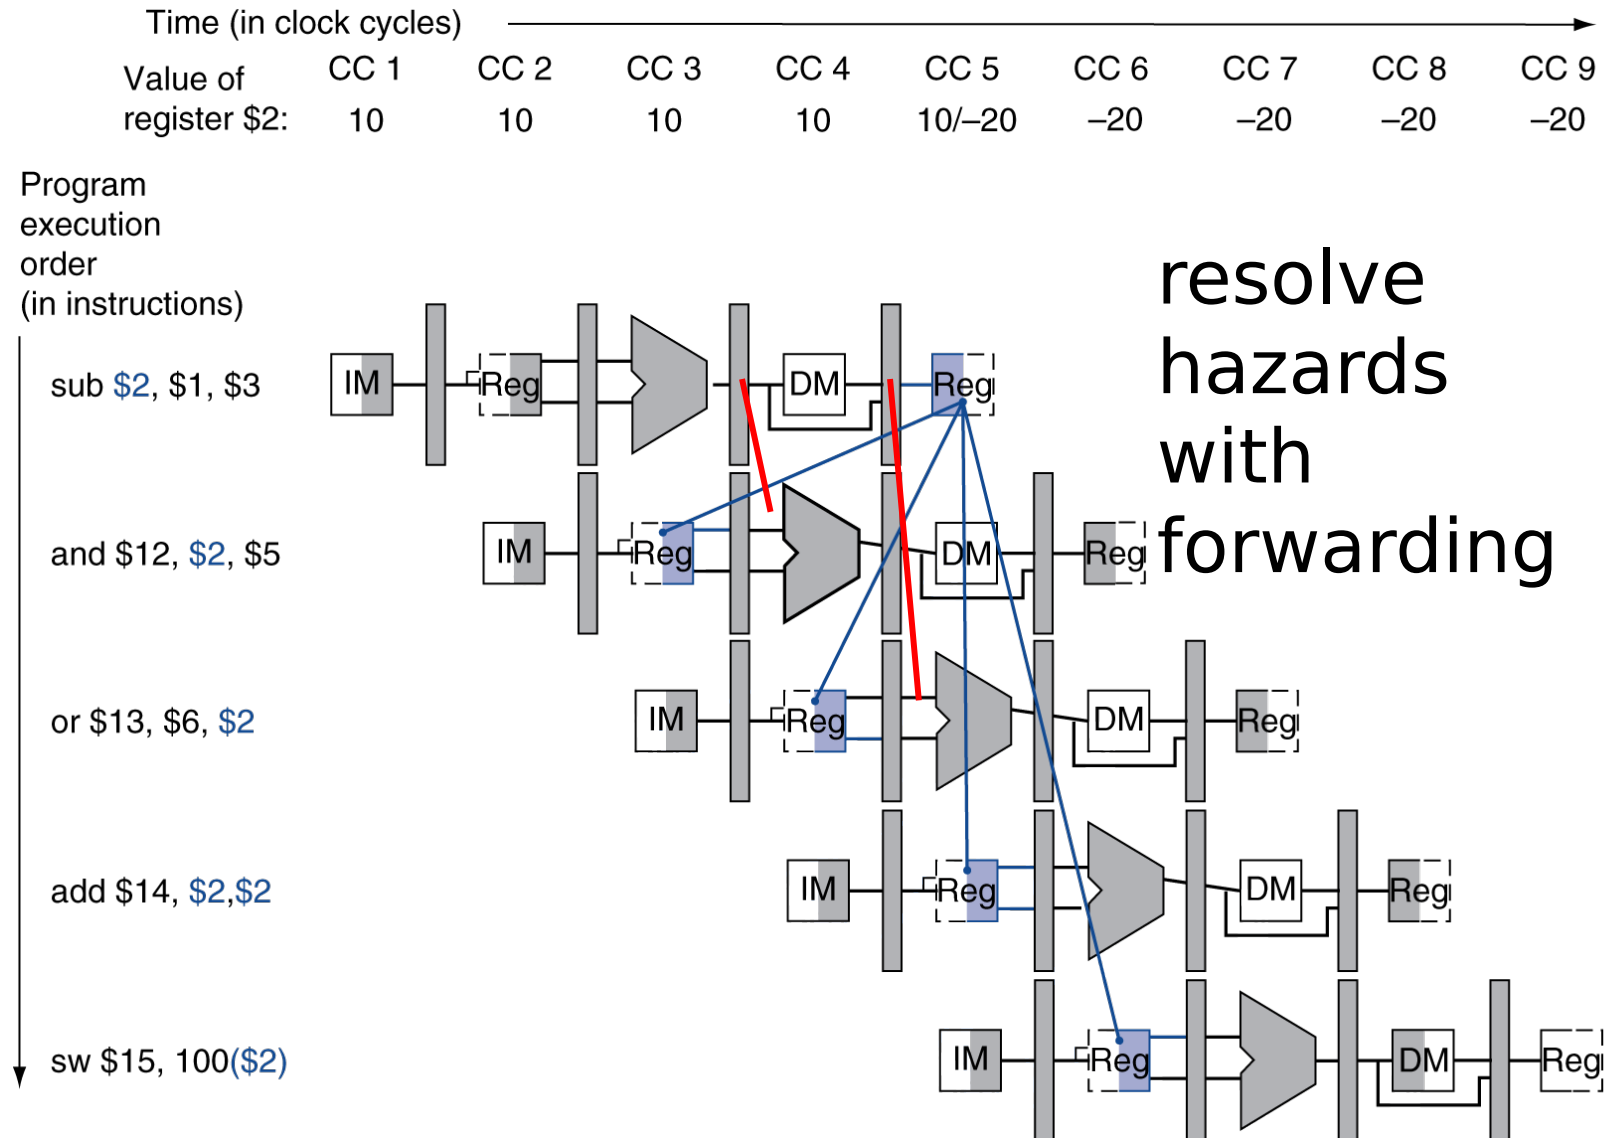 Time (in clock cycles)
Value of register $2:
CC 1 CC 2 CC 3 CC 4 CC 5 CC 6 CC 7 CC 8 CC 9
10 10 10 10 10/–20 –20 –20 –20 –20
Program
execution
order
(in instructions)
resolve
hazards
with
forwarding
sub $2, $1, $3
IM Reg DM Reg
and $12, $2, $5
IM Reg DM Reg
or $13, $6, $2
IM Reg DM Reg
add $14, $2,$2
IM Reg DM Reg
sw $15, 100($2)
IM Reg DM Reg